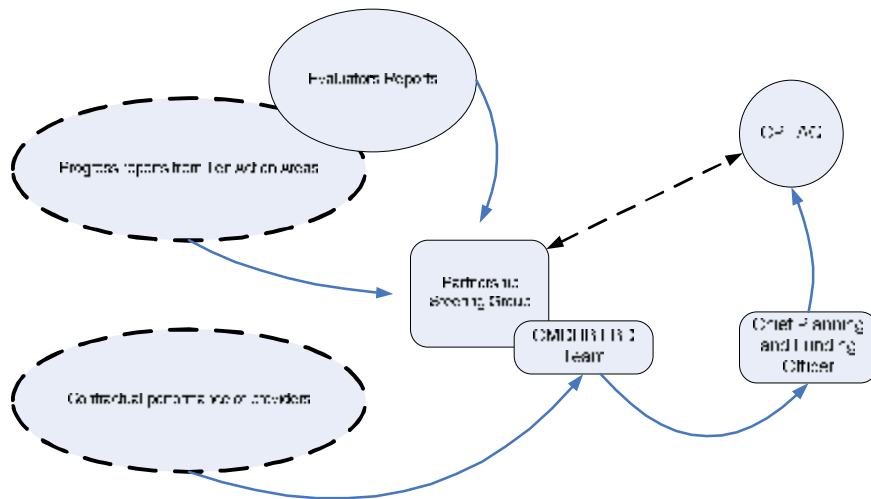 Evaluators Reports
Progress reports from Ten Action Areas
Partnership
Steering Group
Team
Chief Planning
and Funding
Officer
Contractual performance of providers